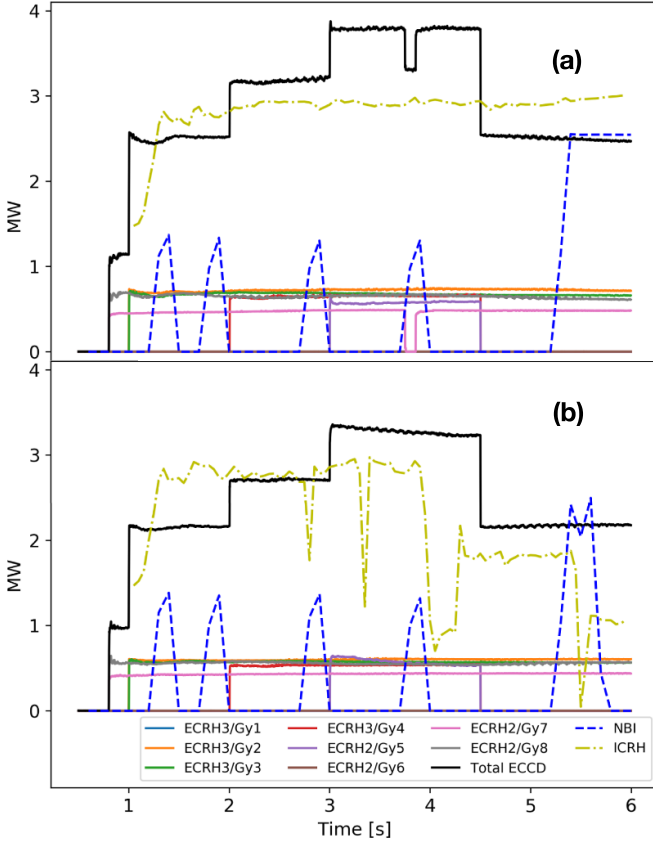 4
(a)
3
MW
2
1
0
4
(b)
3
MW
2
1
0
ECRH3/Gy1 ECRH3/Gy4 ECRH2/Gy7 NBI
ECRH3/Gy2 ECRH2/Gy5 ECRH2/Gy8 ICRH
ECRH3/Gy3 ECRH2/Gy6 Total ECCD
1 2 3 4 5 6
Time [s]